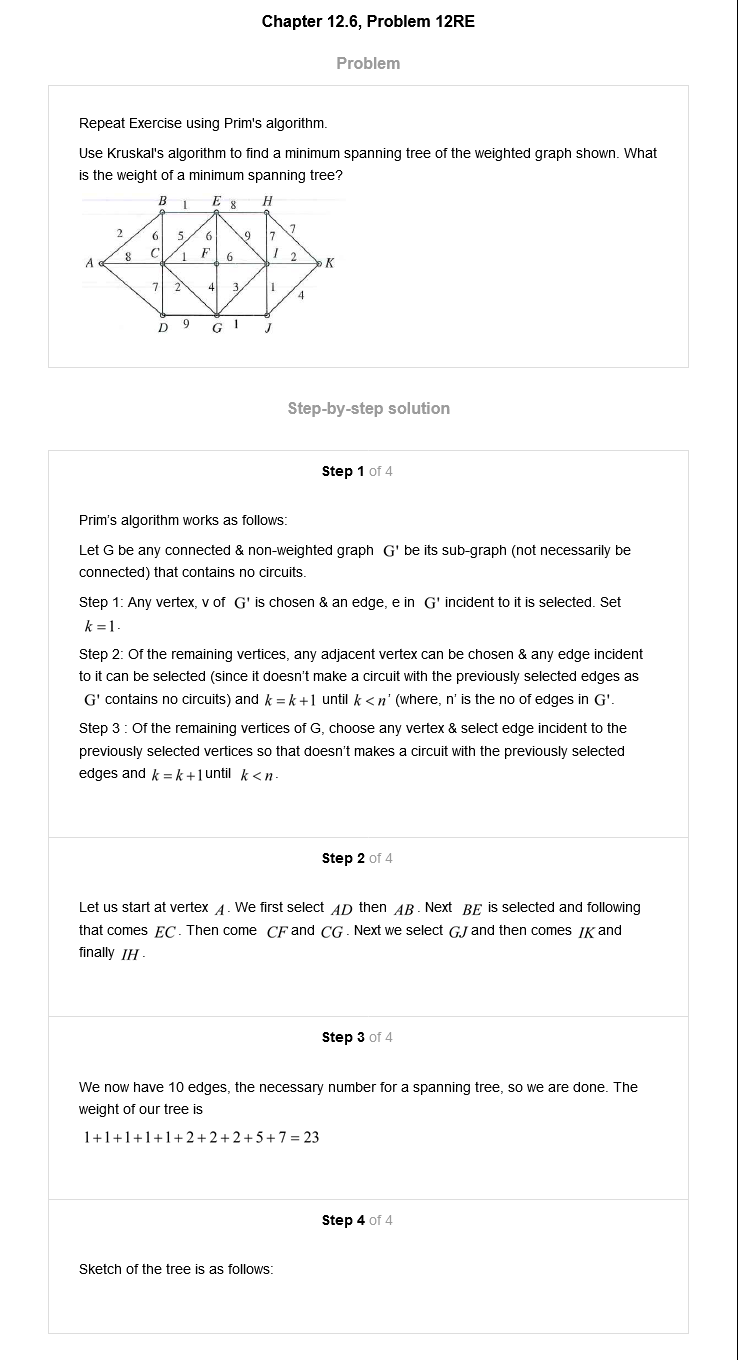 Chapter 12.6, Problem 12RE
Problem
Repeat Exercise using Prim's algorithm.
Use Kruskal's algorithm to find a minimum spanning tree of the weighted graph shown. What
is the weight of a minimum spanning tree?
B 1 E 8 H
2 6 5 6 9 7 7
A 8 C 1 F 6 I 2 K
7 2 4 3 1 4
D 9 G 1 J
Step-by-step solution
Step 1 of 4
Prim's algorithm works as follows:
Let G be any connected & non-weighted graph G' be its sub-graph (not necessarily be
connected) that contains no circuits.
Step 1: Any vertex, v of G' is chosen & an edge, e in G' incident to it is selected. Set
k = 1.
Step 2: Of the remaining vertices, any adjacent vertex can be chosen & any edge incident
to it can be selected (since it doesn't make a circuit with the previously selected edges as
G' contains no circuits) and k = k + 1 until k < n' (where, n' is the no of edges in G'.
Step 3 : Of the remaining vertices of G, choose any vertex & select edge incident to the
previously selected vertices so that doesn't makes a circuit with the previously selected
edges and k = k + 1 until k < n.
Step 2 of 4
Let us start at vertex A. We first select AD then AB. Next BE is selected and following
that comes EC. Then come CF and CG. Next we select GJ and then comes IK and
finally IH.
Step 3 of 4
We now have 10 edges, the necessary number for a spanning tree, so we are done. The
weight of our tree is
1+1+1+1+1+2+2+2+5+7 = 23
Step 4 of 4
Sketch of the tree is as follows: